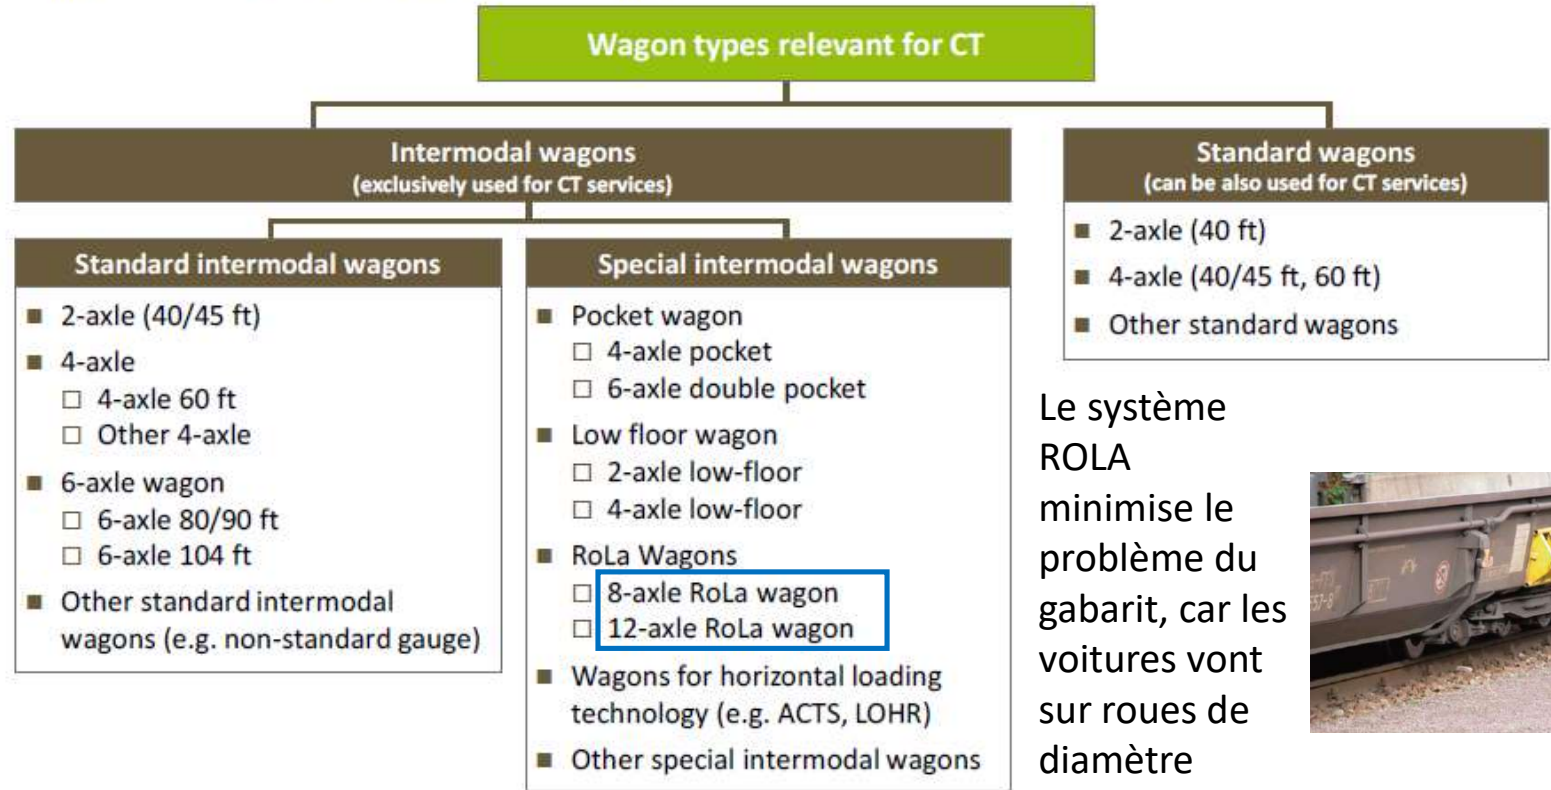 Wagon types relevant for CT
Intermodal wagons
(exclusively used for CT services)
Standard intermodal wagons
■ 2-axle (40/45 ft)
■ 4-axle
□ 4-axle 60 ft
□ Other 4-axle
■ 6-axle wagon
□ 6-axle 80/90 ft
□ 6-axle 104 ft
■ Other standard intermodal
wagons (e.g. non-standard gauge)
Special intermodal wagons
■ Pocket wagon
□ 4-axle pocket
□ 6-axle double pocket
■ Low floor wagon
□ 2-axle low-floor
□ 4-axle low-floor
■ RoLa Wagons
□ 8-axle RoLa wagon
□ 12-axle RoLa wagon
■ Wagons for horizontal loading
technology (e.g. ACTS, LOHR)
■ Other special intermodal wagons
Standard wagons
(can be also used for CT services)
■ 2-axle (40 ft)
■ 4-axle (40/45 ft, 60 ft)
■ Other standard wagons
Le système
ROLA
minimise le
problème du
gabarit, car les
voitures vont
sur roues de
diamètre